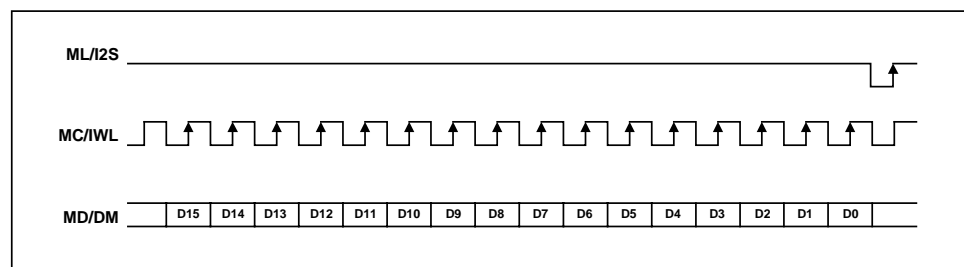 ML/I2S
MC/IWL
MD/DM D15 D14 D13 D12 D11 D10 D9 D8 D7 D6 D5 D4 D3 D2 D1 D0